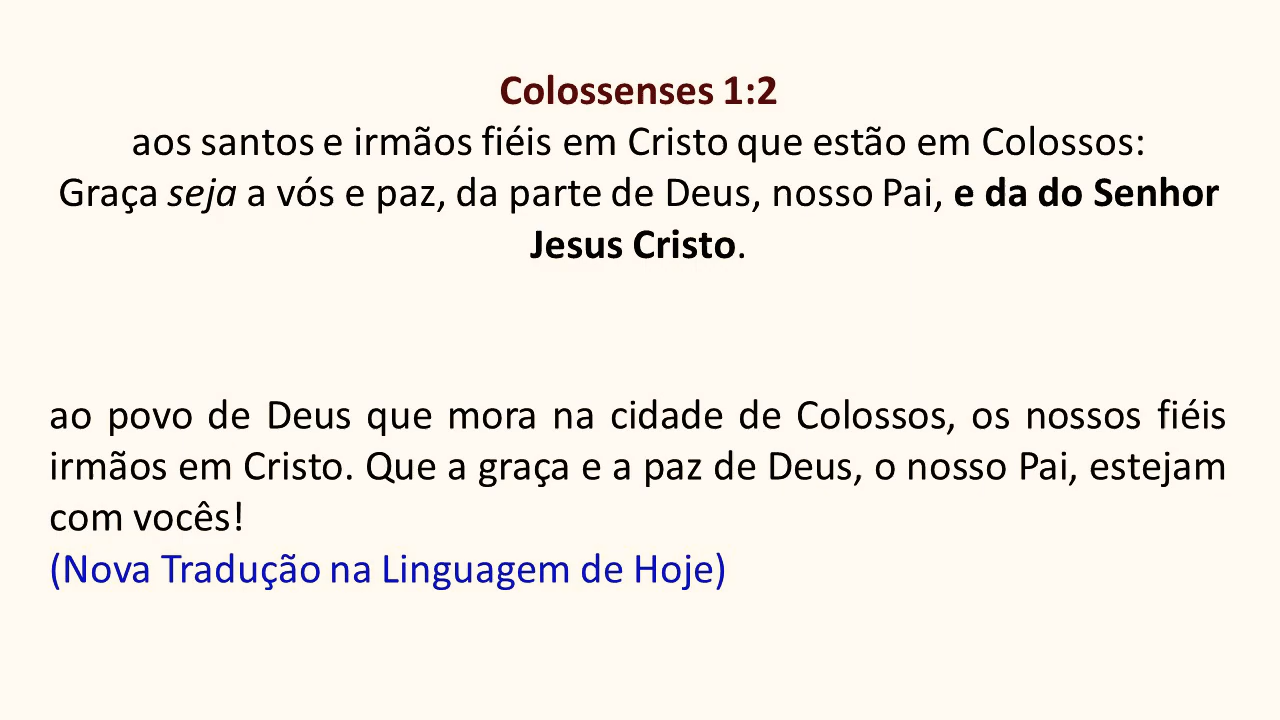 Colossenses 1:2
aos santos e irmãos fiéis em Cristo que estão em Colossos:
Graça seja a vós e paz, da parte de Deus, nosso Pai, e da do Senhor
Jesus Cristo.
ao povo de Deus que mora na cidade de Colossos, os nossos fiéis
irmãos em Cristo. Que a graça e a paz de Deus, o nosso Pai, estejam
com vocês!
(Nova Tradução na Linguagem de Hoje)